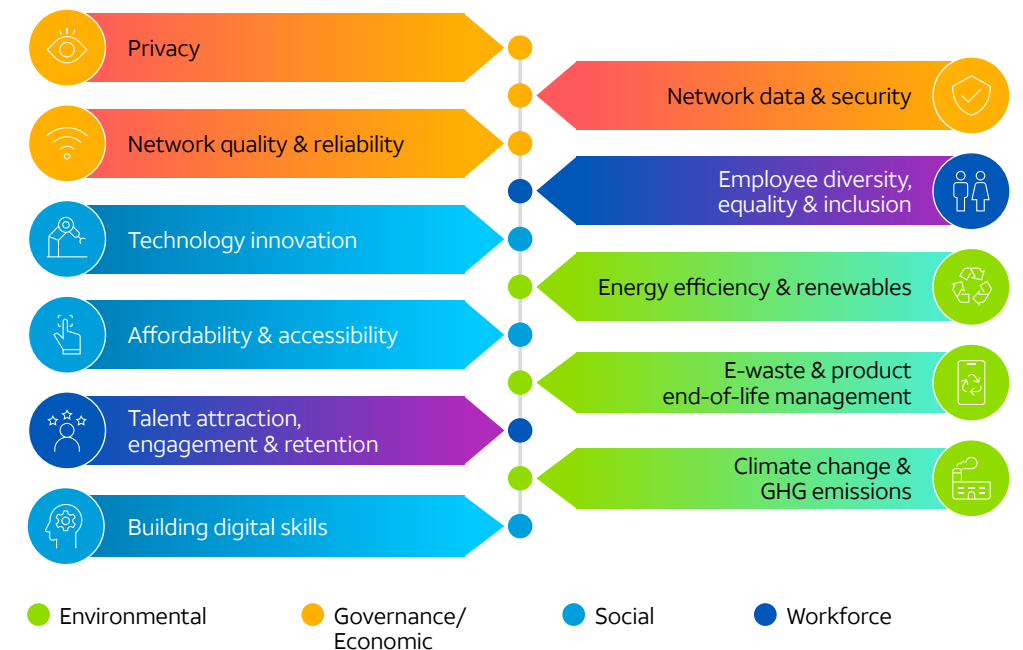 Privacy
Network data & security
Network quality & reliability
Employee diversity,
equality & inclusion
Technology innovation
Energy efficiency & renewables
Affordability & accessibility
E-waste & product
end-of-life management
Talent attraction,
engagement & retention
Climate change &
GHG emissions
Building digital skills
Environmental
Governance/
Economic
Social
Workforce